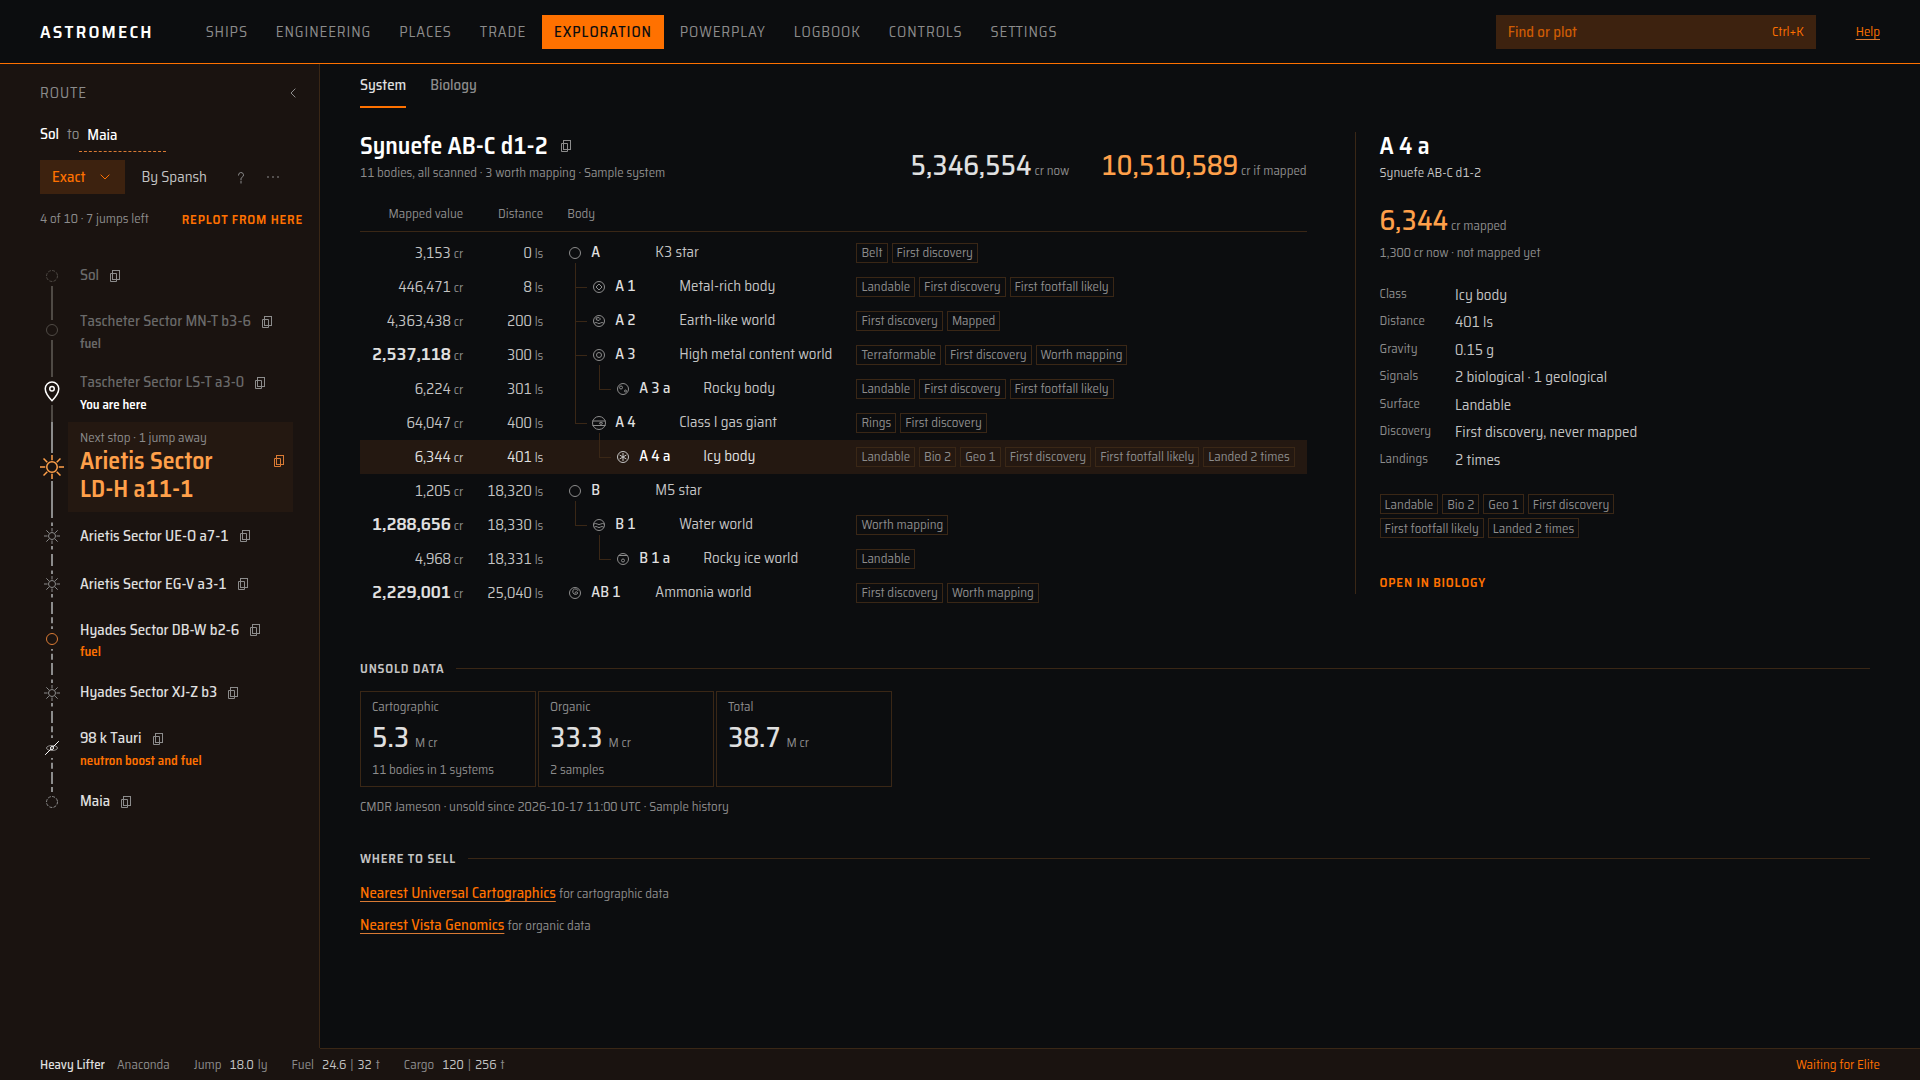 ASTROMECH SHIPS ENGINEERING PLACES TRADE EXPLORATION POWERPLAY LOGBOOK CONTROLS SETTINGS Find or plot Ctrl+K Help
ROUTE
Sol to Maia
Exact By Spansh ? ···
4 of 10 · 7 jumps left REPLOT FROM HERE
Sol
Tascheter Sector MN-T b3-6
fuel
Tascheter Sector LS-T a3-0
You are here
Next stop · 1 jump away
Arietis Sector
LD-H a11-1
Arietis Sector UE-O a7-1
Arietis Sector EG-V a3-1
Hyades Sector DB-W b2-6
fuel
Hyades Sector XJ-Z b3
98 k Tauri
neutron boost and fuel
Maia
System Biology
Synuefe AB-C d1-2
11 bodies, all scanned · 3 worth mapping · Sample system
5,346,554 cr now 10,510,589 cr if mapped
Mapped value Distance Body
3,153 cr 0 ls A K3 star Belt First discovery
446,471 cr 8 ls A 1 Metal-rich body Landable First discovery First footfall likely
4,363,438 cr 200 ls A 2 Earth-like world First discovery Mapped
2,537,118 cr 300 ls A 3 High metal content world Terraformable First discovery Worth mapping
6,224 cr 301 ls A 3 a Rocky body Landable First discovery First footfall likely
64,047 cr 400 ls A 4 Class I gas giant Rings First discovery
6,344 cr 401 ls A 4 a Icy body Landable Bio 2 Geo 1 First discovery First footfall likely Landed 2 times
1,205 cr 18,320 ls B M5 star
1,288,656 cr 18,330 ls B 1 Water world Worth mapping
4,968 cr 18,331 ls B 1 a Rocky ice world Landable
2,229,001 cr 25,040 ls AB 1 Ammonia world First discovery Worth mapping
A 4 a
Synuefe AB-C d1-2
6,344 cr mapped
1,300 cr now · not mapped yet
Class Icy body
Distance 401 ls
Gravity 0.15 g
Signals 2 biological · 1 geological
Surface Landable
Discovery First discovery, never mapped
Landings 2 times
Landable Bio 2 Geo 1 First discovery
First footfall likely Landed 2 times
OPEN IN BIOLOGY
UNSOLD DATA
Cartographic Organic Total
5.3 M cr 33.3 M cr 38.7 M cr
11 bodies in 1 systems 2 samples
CMDR Jameson · unsold since 2026-10-17 11:00 UTC · Sample history
WHERE TO SELL
Nearest Universal Cartographics for cartographic data
Nearest Vista Genomics for organic data
Heavy Lifter Anaconda Jump 18.0 ly Fuel 24.6 | 32 t Cargo 120 | 256 t Waiting for Elite